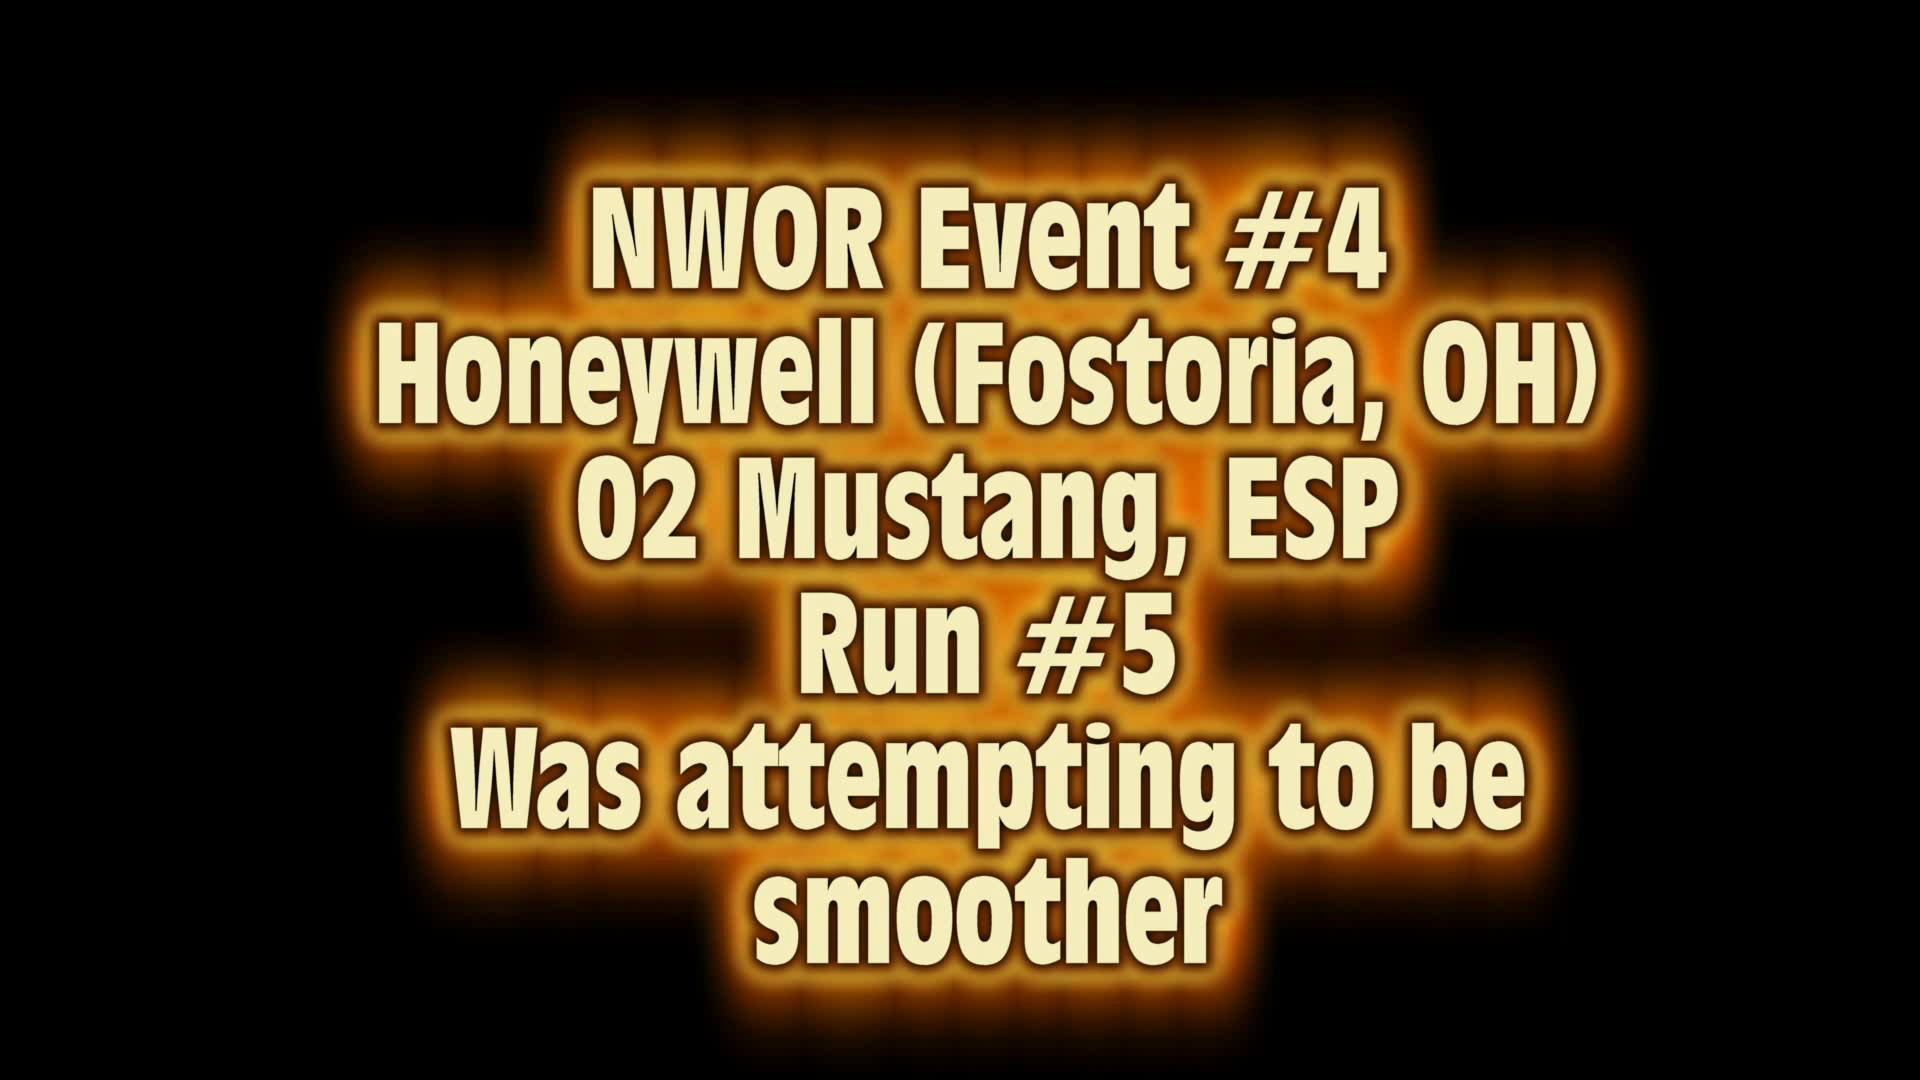 NWOR Event #4
Honeywell (Fostoria, OH)
02 Mustang, ESP
Run #5
Was attempting to be
smoother